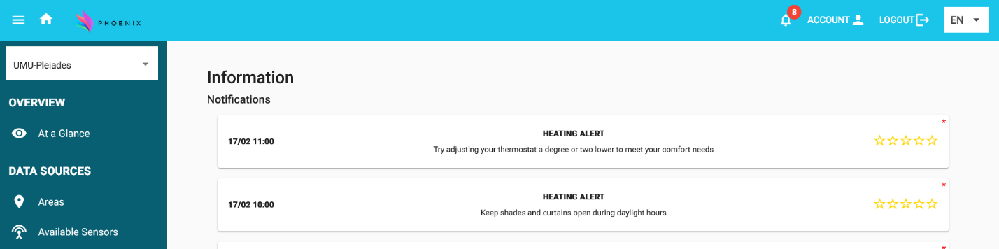 PHOENIX
8
ACCOUNT
LOGOUT
EN
UMU-Pleiades
OVERVIEW
At a Glance
DATA SOURCES
Areas
Available Sensors
Information
Notifications
*
17/02 11:00
HEATING ALERT
Try adjusting your thermostat a degree or two lower to meet your comfort needs
*
17/02 10:00
HEATING ALERT
Keep shades and curtains open during daylight hours
*